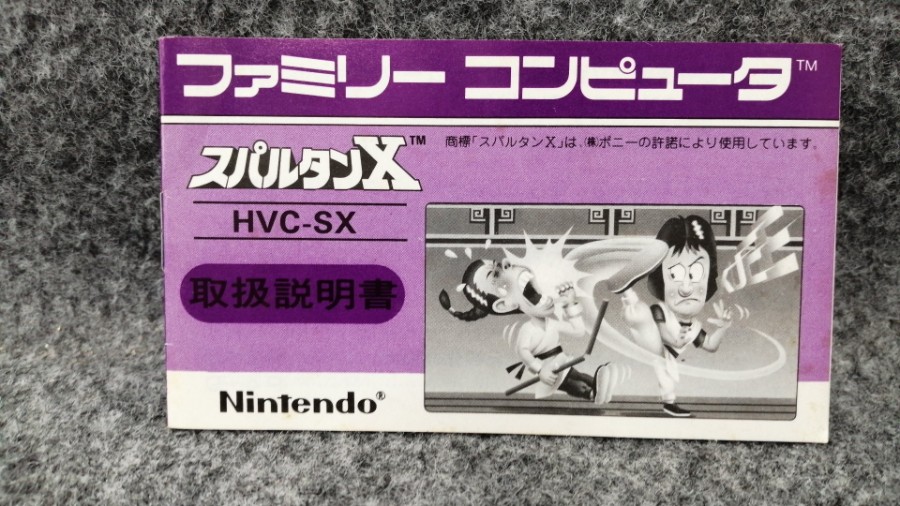 ファミリー コンピュータ™
スパルタンX™
商標「スパルタンX」は、㈱ポニーの許諾により使用しています。
HVC-SX
取扱説明書
Nintendo®